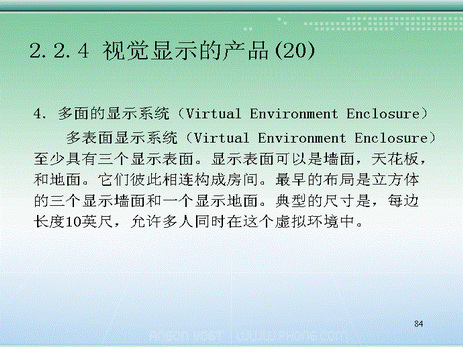 2.2.4 视觉显示的产品(20)
4. 多面的显示系统（Virtual Environment Enclosure）
多表面显示系统（Virtual Environment Enclosure）
至少具有三个显示表面。显示表面可以是墙面，天花板，
和地面。它们彼此相连构成房间。最早的布局是立方体
的三个显示墙面和一个显示地面。典型的尺寸是，每边
长度10英尺，允许多人同时在这个虚拟环境中。
84